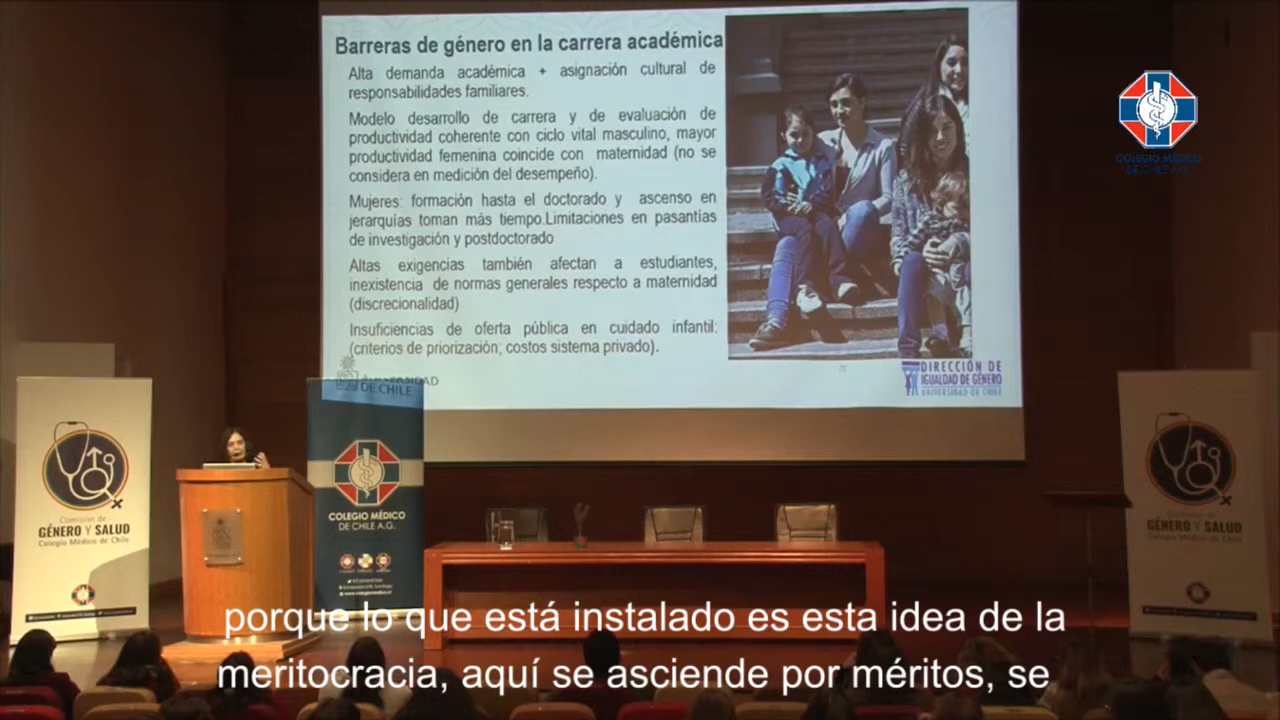 Barreras de género en la carrera académica
Alta demanda académica + asignación cultural de
responsabilidades familiares.
Modelo desarrollo de carrera y de evaluación de
productividad coherente con ciclo vital masculino, mayor
productividad femenina coincide con maternidad (no se
considera en medición del desempeño).
Mujeres: formación hasta el doctorado y ascenso en
jerarquías toman más tiempo.Limitaciones en pasantías
de investigación y postdoctorado
Altas exigencias también afectan a estudiantes,
inexistencia de normas generales respecto a maternidad
(discrecionalidad)
Insuficiencias de oferta pública en cuidado infantil:
(criterios de priorización; costos sistema privado).
DE CHILE
DIRECCIÓN DE
IGUALDAD DE GÉNERO
UNIVERSIDAD DE CHILE
COLEGIO MÉDICO
DE CHILE A.G.
Comisión de
GÉNERO Y SALUD
Colegio Médico de Chile
COLEGIO MÉDICO
DE CHILE A.G.
Comisión de
GÉNERO Y SALUD
Colegio Médico de Chile
porque lo que está instalado es esta idea de la
meritocracia, aquí se asciende por méritos, se